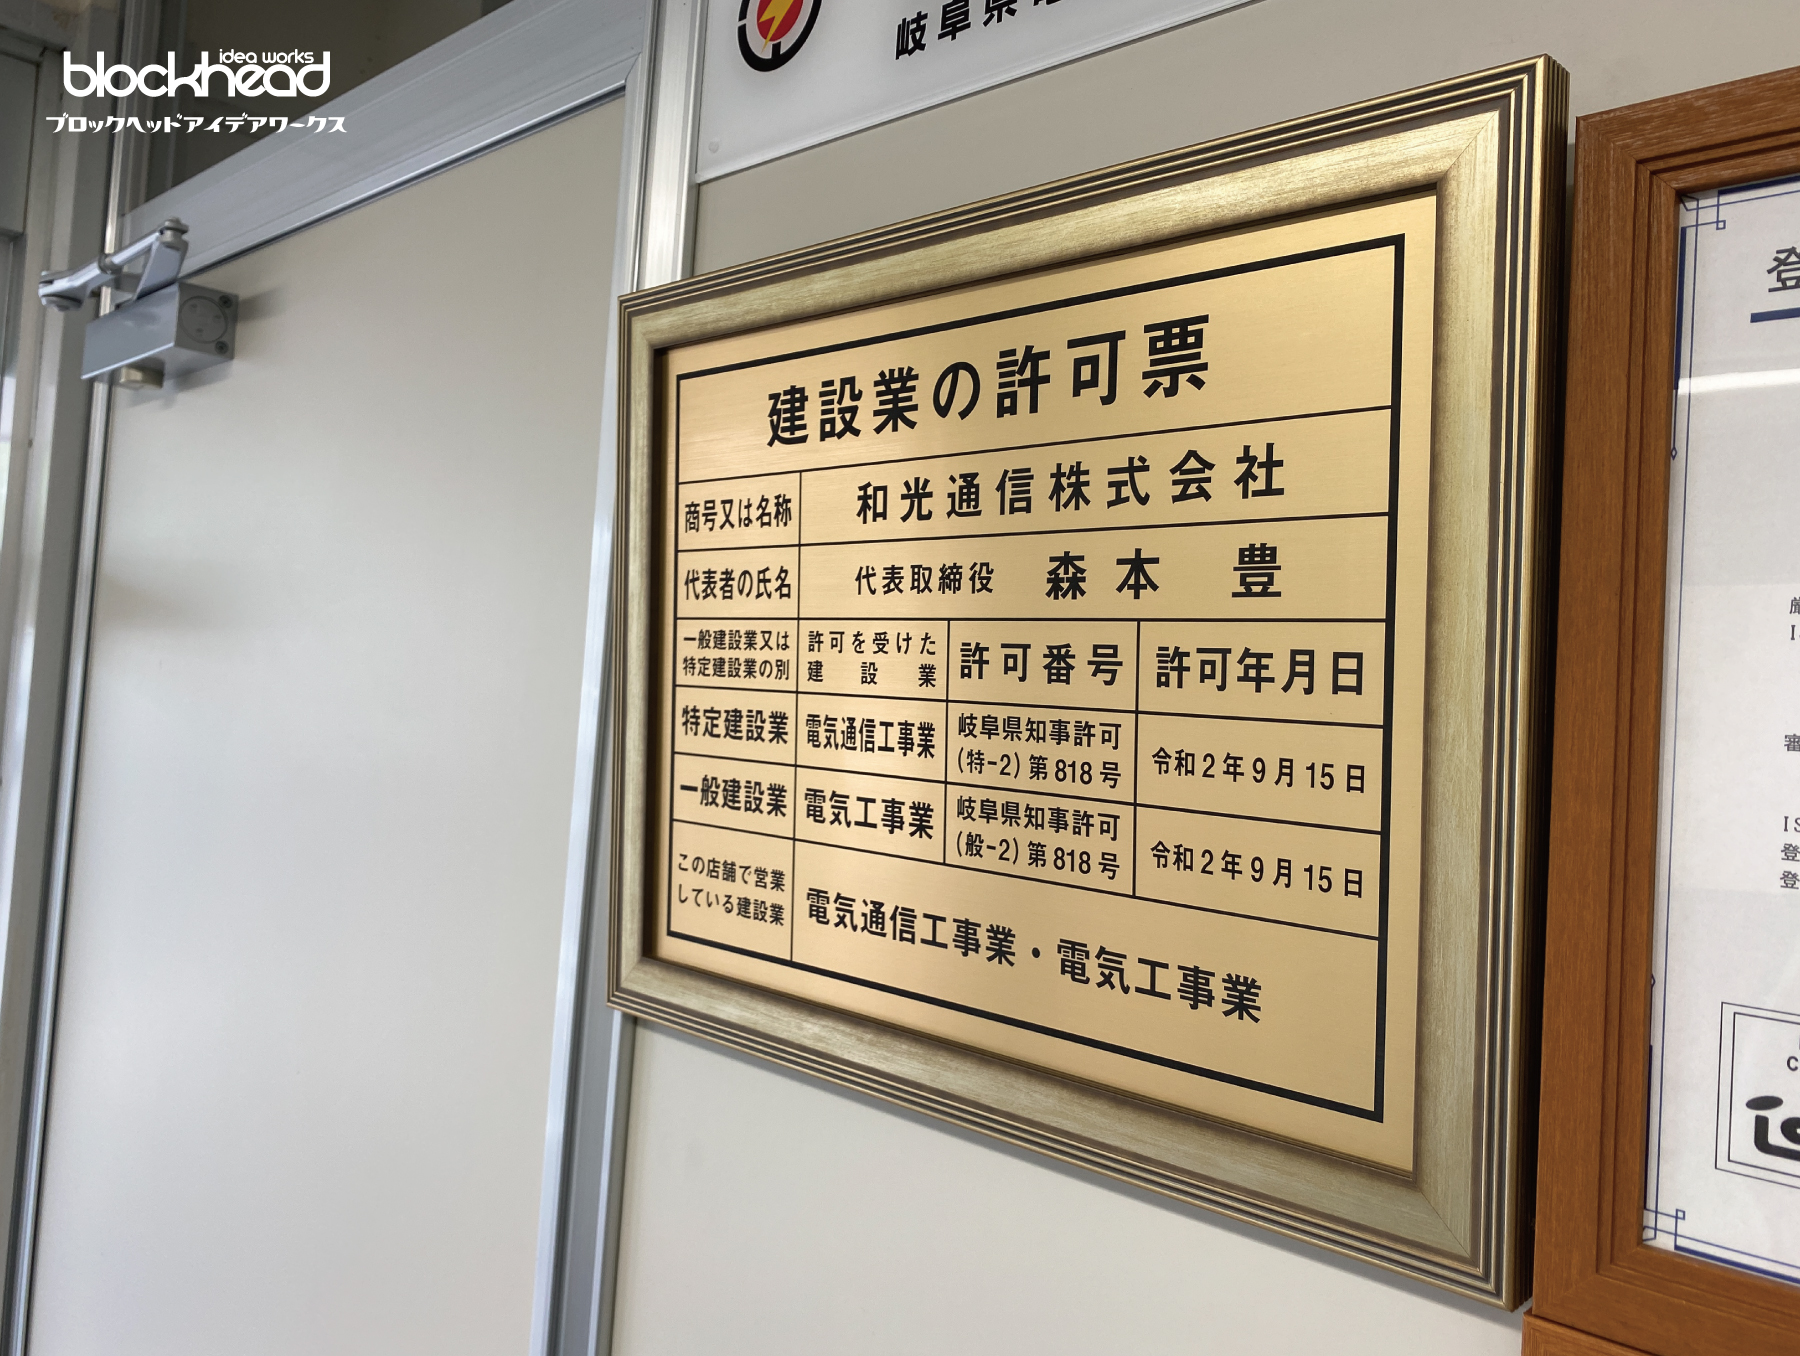 idea works
blockhead
ブロックヘッドアイデアワークス
岐阜県
建設業の許可票
商号又は名称 和光通信株式会社
代表者の氏名 代表取締役 森本 豊
一般建設業又は特定建設業の別 許可を受けた建設業 許可番号 許可年月日
特定建設業 電気通信工事業 岐阜県知事許可(特-2)第818号 令和2年9月15日
一般建設業 電気工事業 岐阜県知事許可(般-2)第818号 令和2年9月15日
この店舗で営業している建設業 電気通信工事業・電気工事業
登
審
IS
登
登